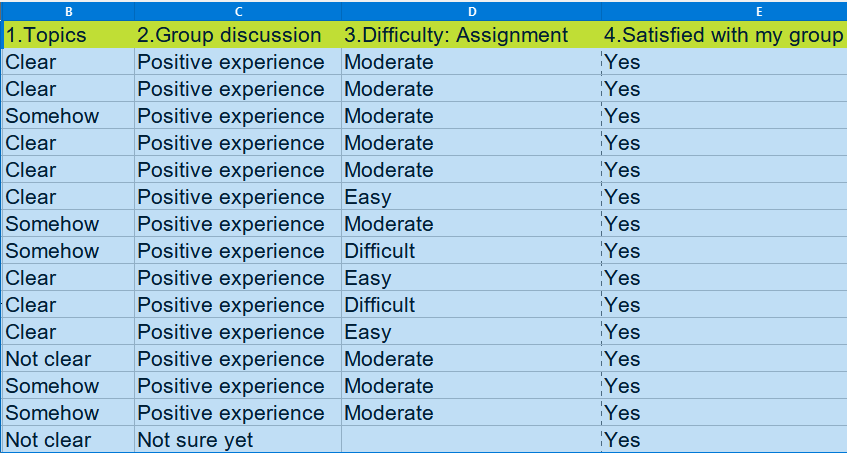 B C D E
1.Topics 2.Group discussion 3.Difficulty: Assignment 4.Satisfied with my group
Clear Positive experience Moderate Yes
Clear Positive experience Moderate Yes
Somehow Positive experience Moderate Yes
Clear Positive experience Moderate Yes
Clear Positive experience Moderate Yes
Clear Positive experience Easy Yes
Somehow Positive experience Moderate Yes
Somehow Positive experience Difficult Yes
Clear Positive experience Easy Yes
Clear Positive experience Difficult Yes
Clear Positive experience Easy Yes
Not clear Positive experience Moderate Yes
Somehow Positive experience Moderate Yes
Somehow Positive experience Moderate Yes
Not clear Not sure yet Yes